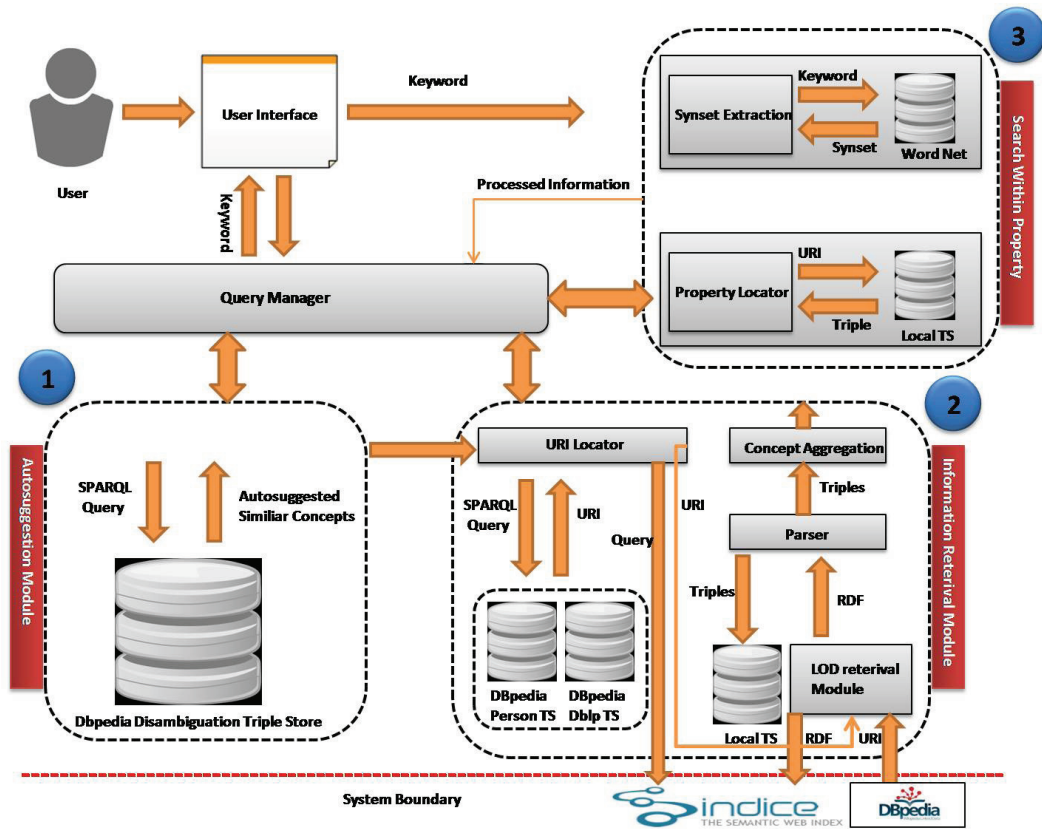 3
Keyword
User Interface
User
Keyword
Synset Extraction
Synset
Word Net
Search Within Property
Keyword
Processed Information
Query Manager
URI
Property Locator
Triple
Local TS
1
Autosuggestion Module
SPARQL
Query
Autosuggested
Similiar Concepts
Dbpedia Disambiguation Triple Store
2
Information Reterival Module
URI Locator
SPARQL
Query
URI
Query
URI
DBpedia
Person TS
DBpedia
Dblp TS
Concept Aggregation
Triples
Parser
Triples
RDF
LOD reterival
Module
Local TS
RDF
URI
System Boundary
indice
THE SEMANTIC WEB INDEX
DBpedia